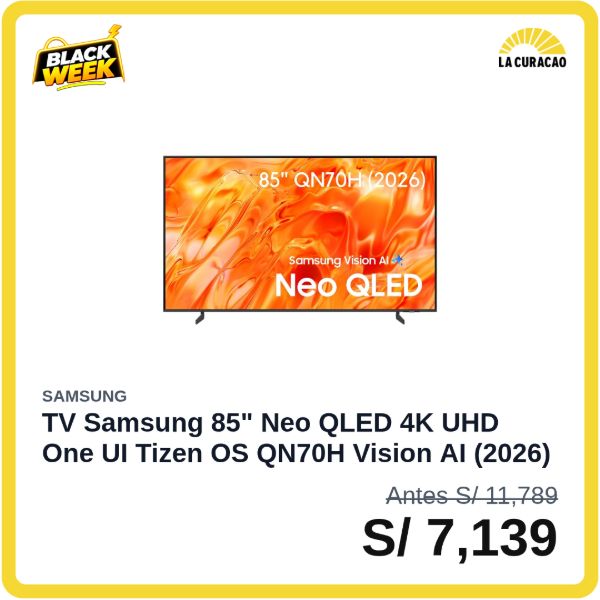 BLACK
WEEK
LA CURACAO
85" QN70H (2026)
Samsung Vision AI
Neo QLED
SAMSUNG
TV Samsung 85" Neo QLED 4K UHD
One UI Tizen OS QN70H Vision AI (2026)
Antes S/ 11,789
S/ 7,139